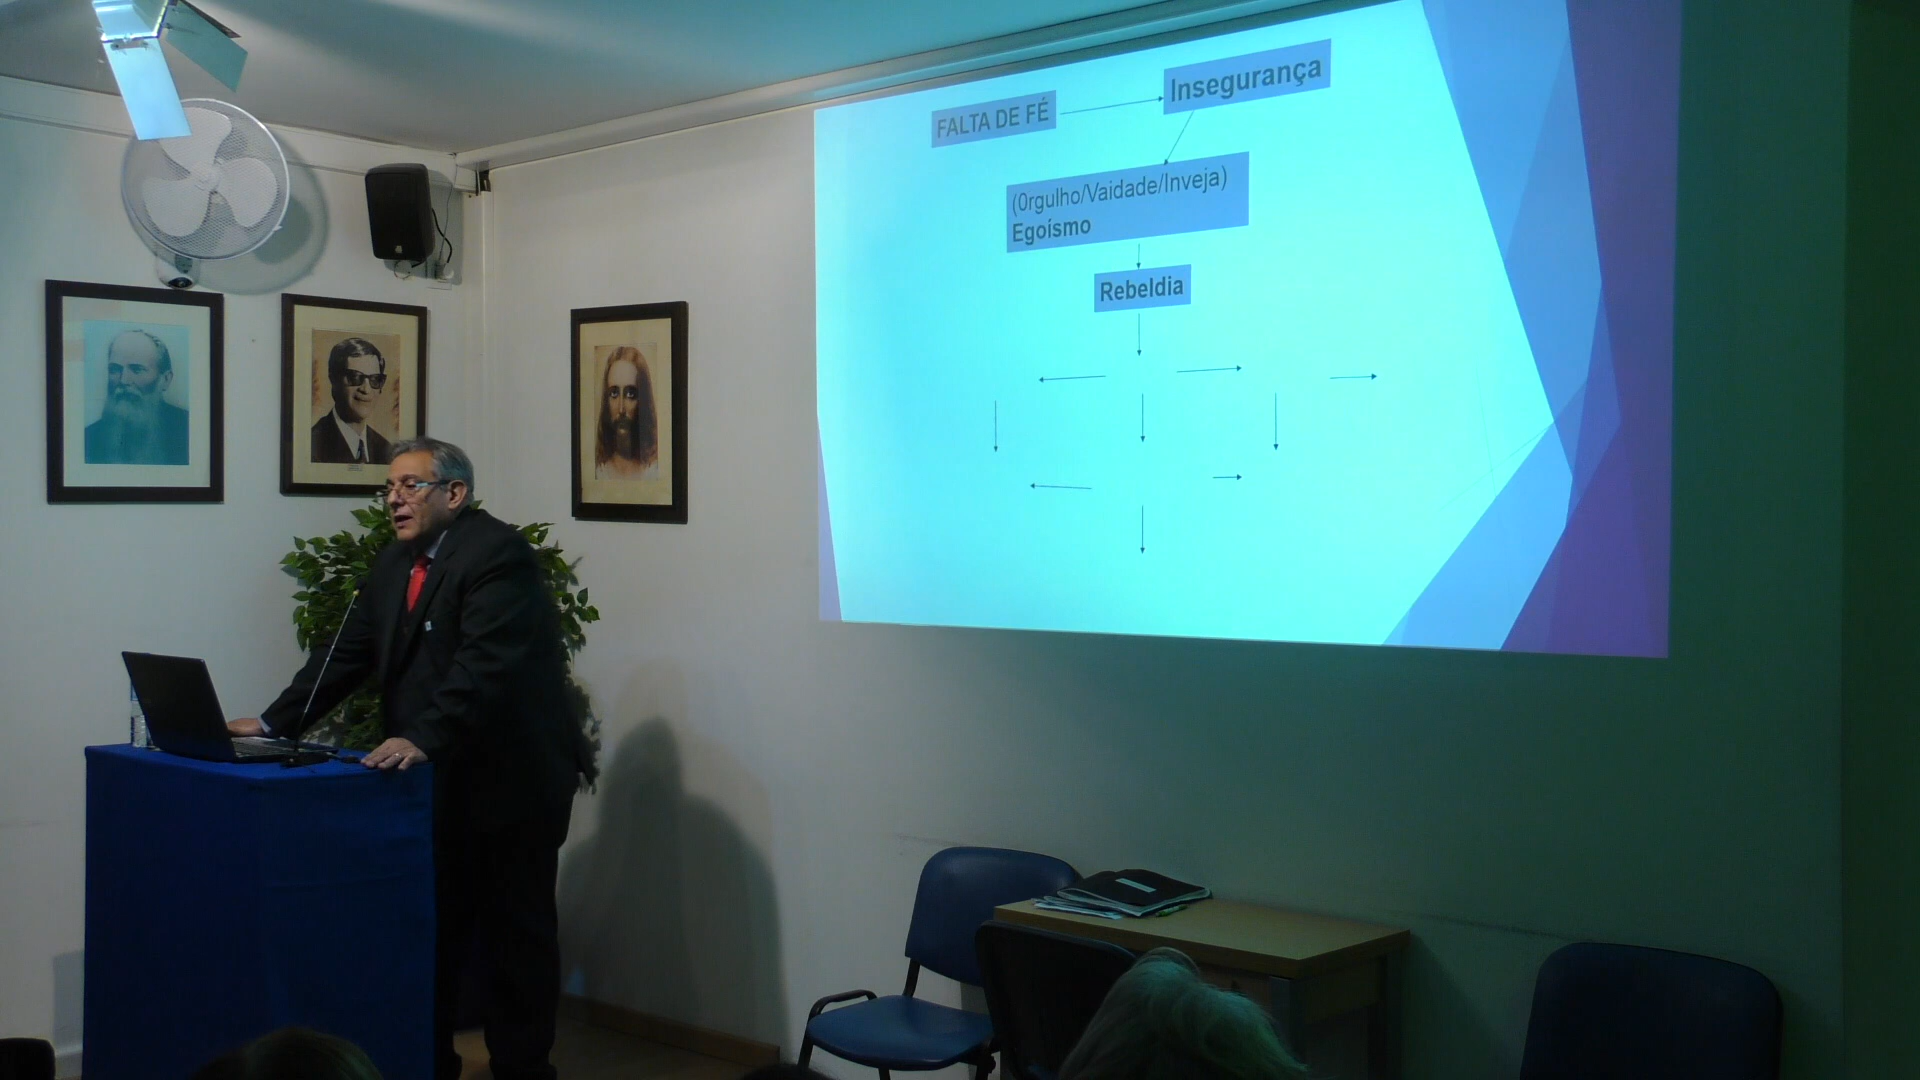 FALTA DE FÉ
Insegurança
(0rgulho/Vaidade/Inveja)
Egoísmo
Rebeldia